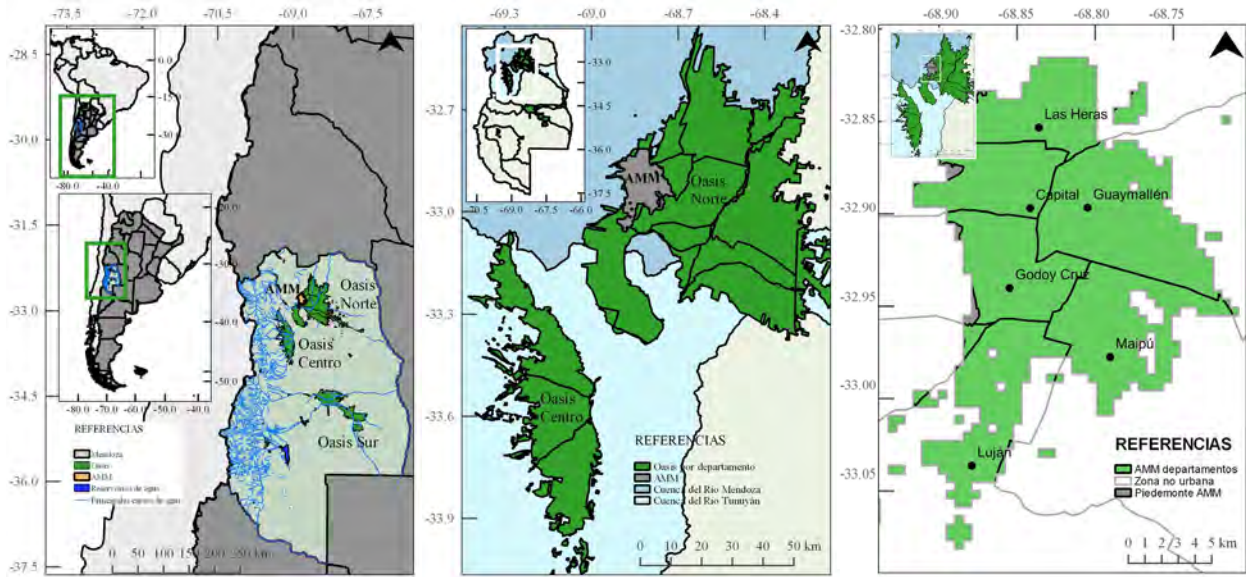 -73.5
-72.0
-70.5
-69.0
-67.5
-28.5
-30.0
-31.5
-33.0
-34.5
-36.0
-37.5
0.0
-15.0
-30.0
-80.0
-40.0
-20.0
-30.0
-40.0
-50.0
-80.0
-70.0
-60.0
-50.0
-40.0
AMM
Oasis
Norte
Oasis
Centro
Oasis Sur
REFERENCIAS
Mendoza
Oasis
AMM
Reservorios de agua
Principales cursos de agua
0 50 100 150 200 250 km
-69.3
-69.0
-68.7
-68.4
-32.7
-33.0
-33.3
-33.6
-33.9
-33.0
-34.5
-36.0
-37.5
-70.5
-69.0
-67.5
-66.0
AMM
Oasis
Norte
Oasis
Centro
REFERENCIAS
Oasis por departamento
AMM
Cuenca del Río Mendoza
Cuenca del Río Tunuyán
0 10 20 30 40 50 km
-68.90
-68.85
-68.80
-68.75
-32.80
-32.85
-32.90
-32.95
-33.00
-33.05
Las Heras
Capital
Guaymallén
Godoy Cruz
Maipú
Luján
REFERENCIAS
AMM departamentos
Zona no urbana
Piedemonte AMM
0 1 2 3 4 5 km